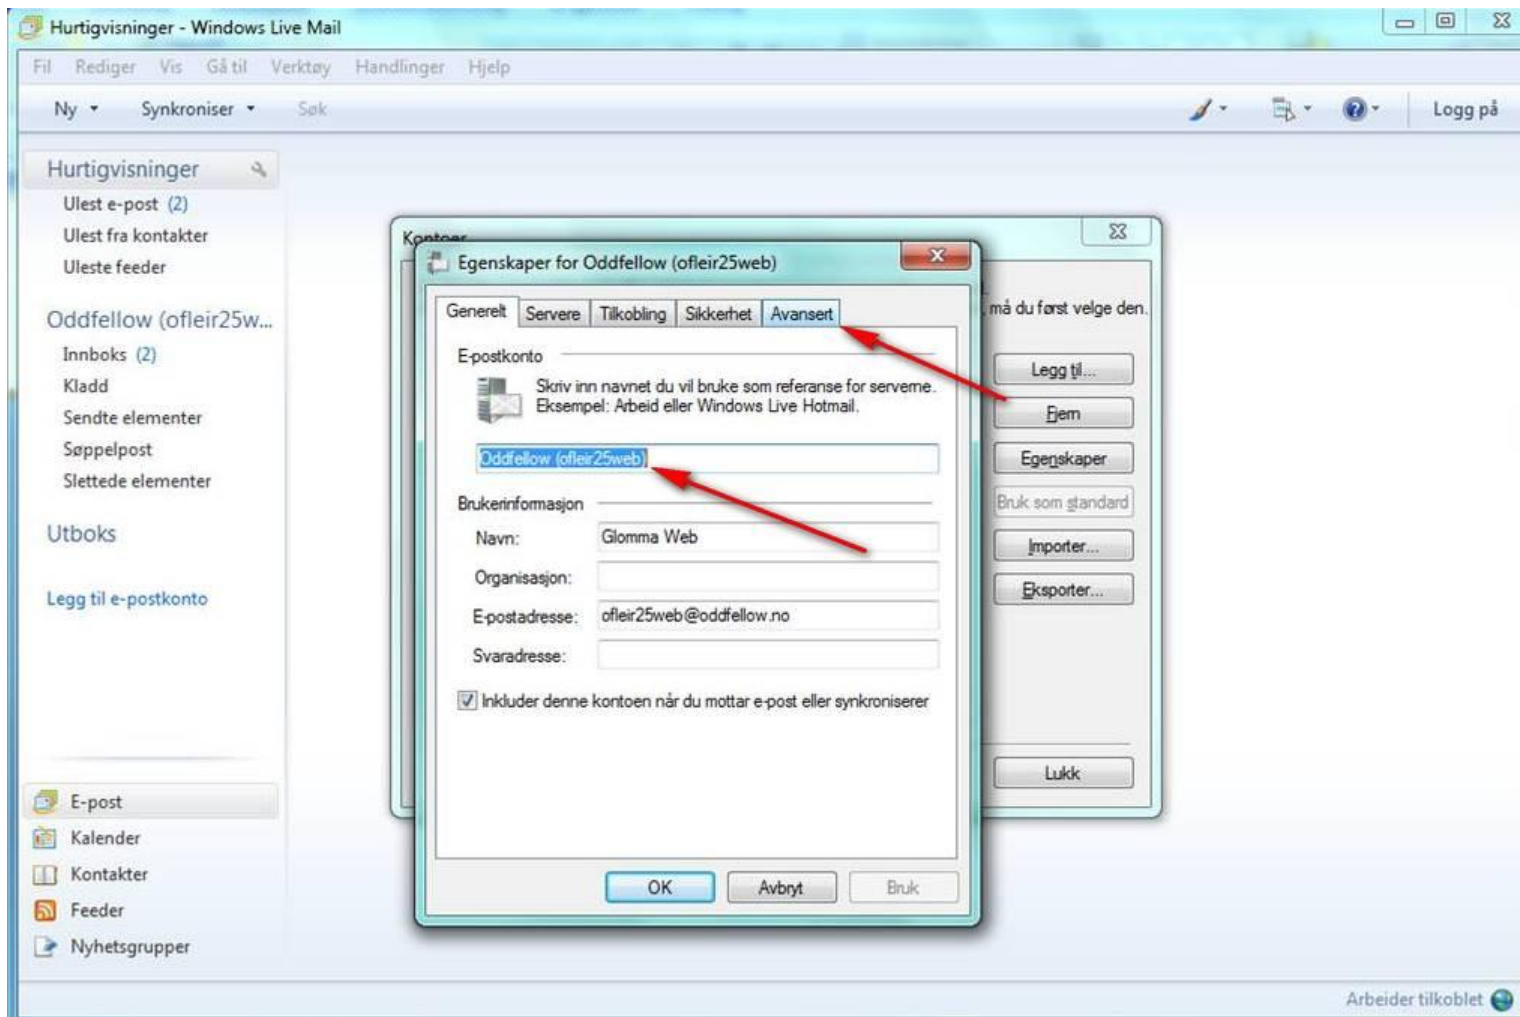 Hurtigvisninger - Windows Live Mail
Fil Rediger Vis Gå til Verktøy Handlinger Hjelp
Ny Synkroniser Søk Logg på
Hurtigvisninger
Ulest e-post (2)
Ulest fra kontakter
Uleste feeder
Oddfellow (ofleir25w...
Innboks (2)
Kladd
Sendte elementer
Søppelpost
Slettede elementer
Utboks
Legg til e-postkonto
E-post
Kalender
Kontakter
Feeder
Nyhetsgrupper
Kontoer
må du først velge den.
Legg til...
Fjern
Egenskaper
Bruk som standard
Importer...
Eksporter...
Lukk
Egenskaper for Oddfellow (ofleir25web)
Generelt Servere Tilkobling Sikkerhet Avansert
E-postkonto
Skriv inn navnet du vil bruke som referanse for serverne.
Eksempel: Arbeid eller Windows Live Hotmail.
Oddfellow (ofleir25web)
Brukerinformasjon
Navn: Glomma Web
Organisasjon:
E-postadresse: ofleir25web@oddfellow.no
Svaradresse:
Inkluder denne kontoen når du mottar e-post eller synkroniserer
OK Avbryt Bruk
Arbeider tilkoblet